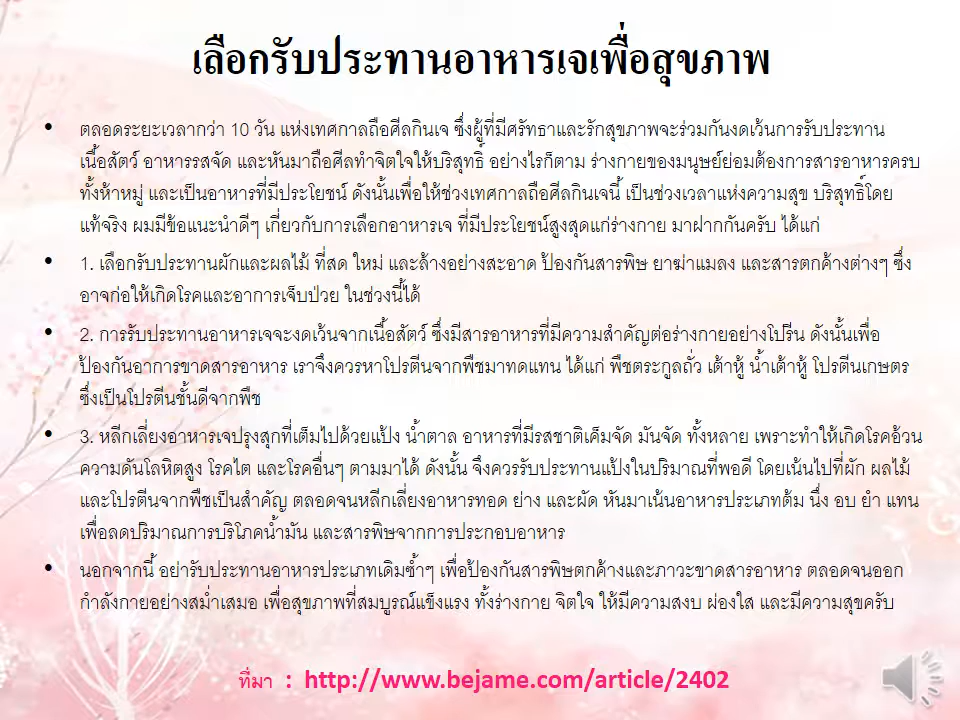 เลือกรับประทานอาหารเจเพื่อสุขภาพ
• ตลอดระยะเวลากว่า 10 วัน แห่งเทศกาลถือศีลกินเจ ซึ่งผู้ที่มีศรัทธาและรักสุขภาพจะร่วมกันงดเว้นการรับประทาน
เนื้อสัตว์ อาหารรสจัด และหันมาถือศีลทำจิตใจให้บริสุทธิ์ อย่างไรก็ตาม ร่างกายของมนุษย์ย่อมต้องการสารอาหารครบ
ทั้งห้าหมู่ และเป็นอาหารที่มีประโยชน์ ดังนั้นเพื่อให้ช่วงเทศกาลถือศีลกินเจนี้ เป็นช่วงเวลาแห่งความสุข บริสุทธิ์โดย
แท้จริง ผมมีข้อแนะนำดีๆ เกี่ยวกับการเลือกอาหารเจ ที่มีประโยชน์สูงสุดแก่ร่างกาย มาฝากกันครับ ได้แก่
• 1. เลือกรับประทานผักและผลไม้ ที่สด ใหม่ และล้างอย่างสะอาด ป้องกันสารพิษ ยาฆ่าแมลง และสารตกค้างต่างๆ ซึ่ง
อาจก่อให้เกิดโรคและอาการเจ็บป่วย ในช่วงนี้ได้
• 2. การรับประทานอาหารเจจะงดเว้นจากเนื้อสัตว์ ซึ่งมีสารอาหารที่มีความสำคัญต่อร่างกายอย่างโปรีน ดังนั้นเพื่อ
ป้องกันอาการขาดสารอาหาร เราจึงควรหาโปรตีนจากพืชมาทดแทน ได้แก่ พืชตระกูลถั่ว เต้าหู้ น้ำเต้าหู้ โปรตีนเกษตร
ซึ่งเป็นโปรตีนชั้นดีจากพืช
• 3. หลีกเลี่ยงอาหารเจปรุงสุกที่เต็มไปด้วยแป้ง น้ำตาล อาหารที่มีรสชาติเค็มจัด มันจัด ทั้งหลาย เพราะทำให้เกิดโรคอ้วน
ความดันโลหิตสูง โรคไต และโรคอื่นๆ ตามมาได้ ดังนั้น จึงควรรับประทานแป้งในปริมาณที่พอดี โดยเน้นไปที่ผัก ผลไม้
และโปรตีนจากพืชเป็นสำคัญ ตลอดจนหลีกเลี่ยงอาหารทอด ย่าง และผัด หันมาเน้นอาหารประเภทต้ม นึ่ง อบ ยำ แทน
เพื่อลดปริมาณการบริโภคน้ำมัน และสารพิษจากการประกอบอาหาร
• นอกจากนี้ อย่ารับประทานอาหารประเภทเดิมซ้ำๆ เพื่อป้องกันสารพิษตกค้างและภาวะขาดสารอาหาร ตลอดจนออก
กำลังกายอย่างสม่ำเสมอ เพื่อสุขภาพที่สมบูรณ์แข็งแรง ทั้งร่างกาย จิตใจ ให้มีความสงบ ผ่องใส และมีความสุขครับ
ที่มา : http://www.bejame.com/article/2402